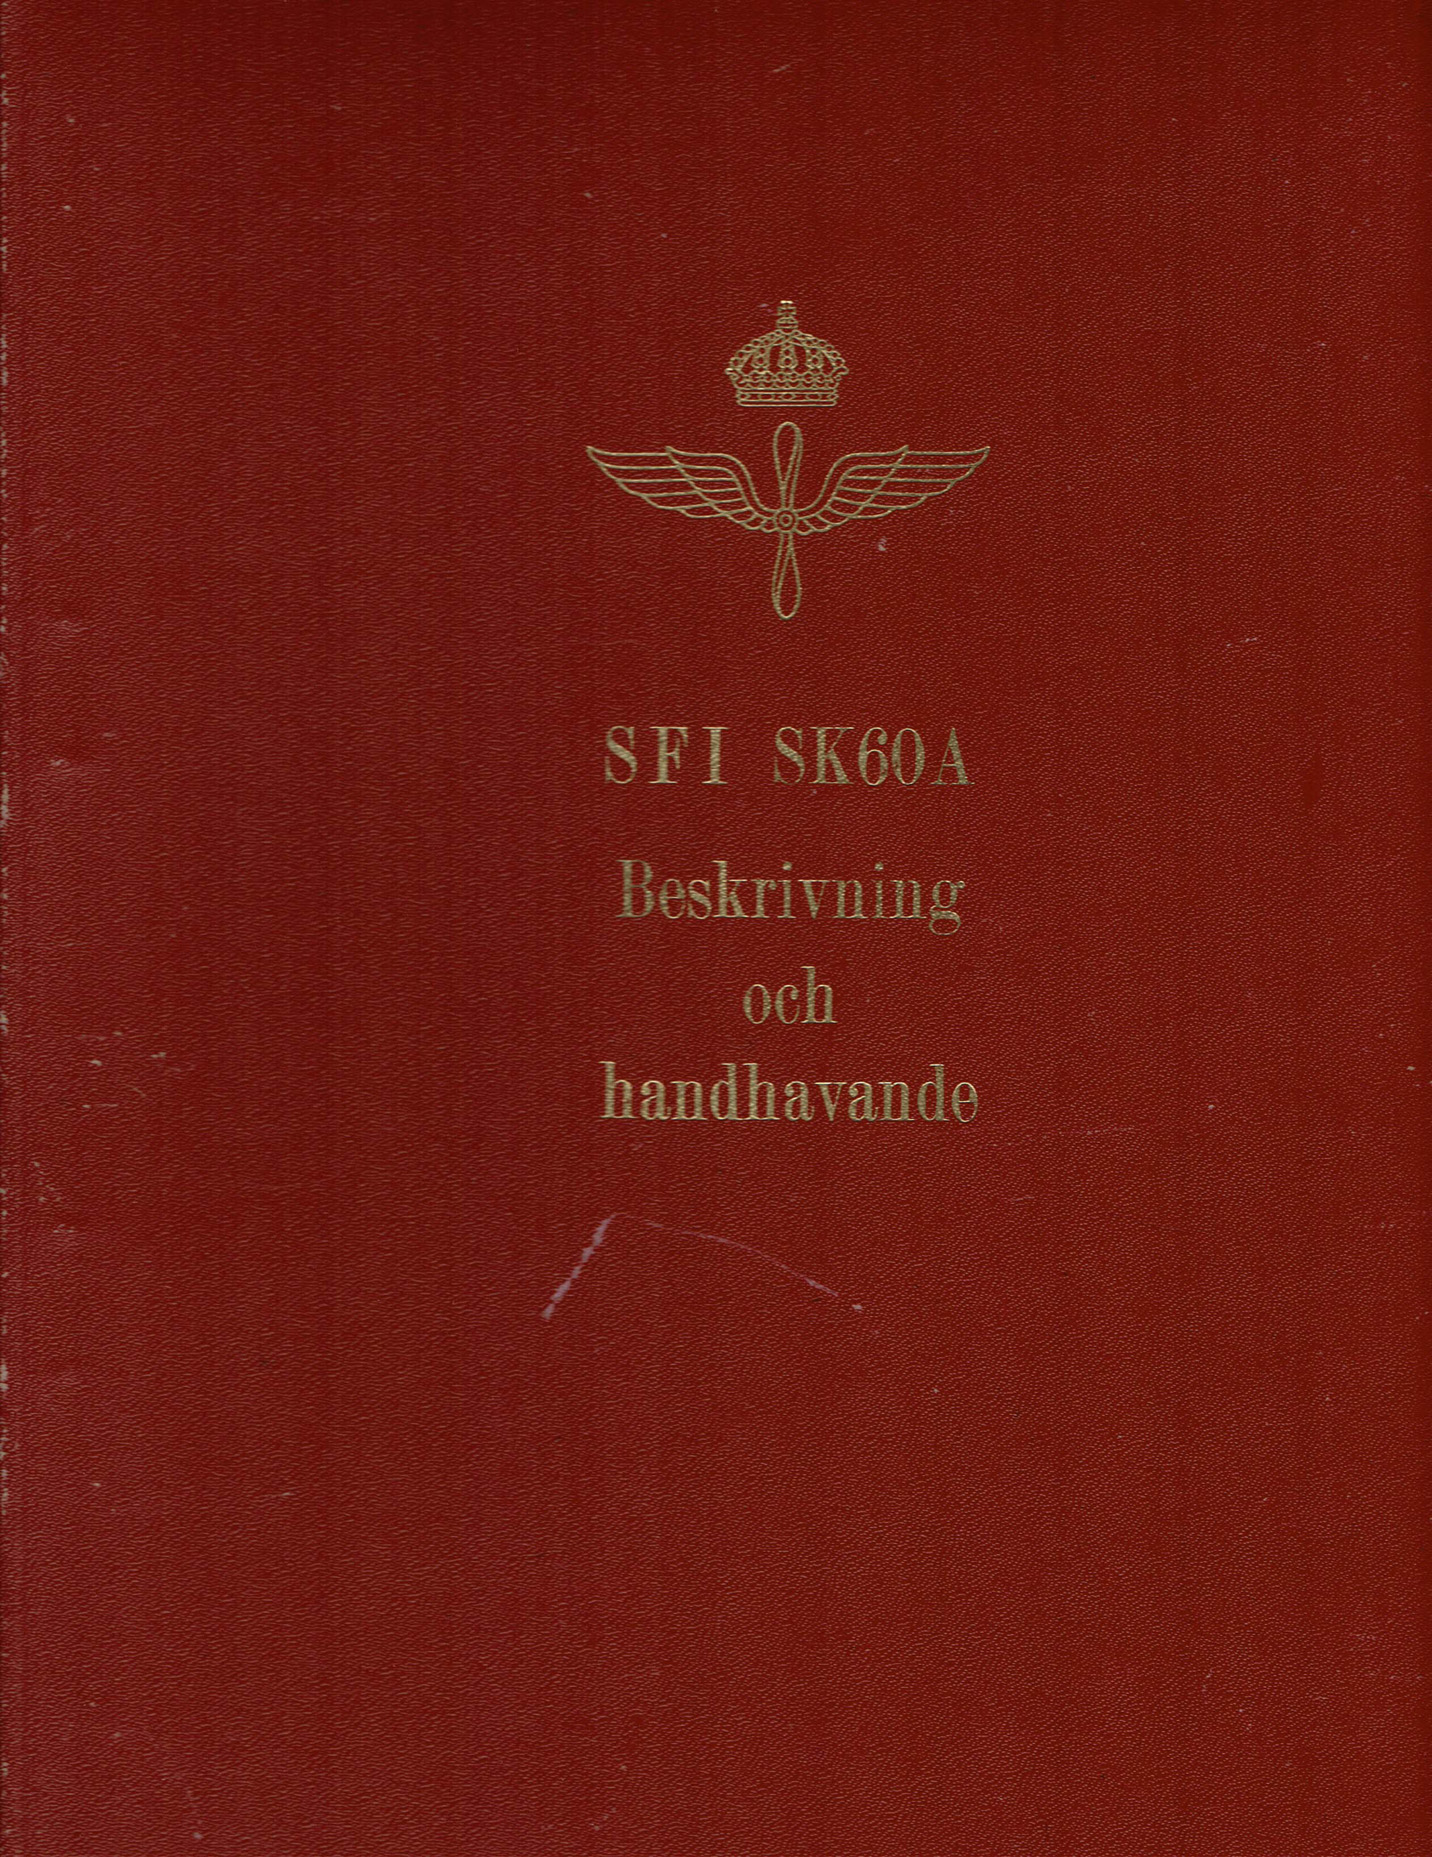 SFI SK60A
Beskrivning
och
handhavande